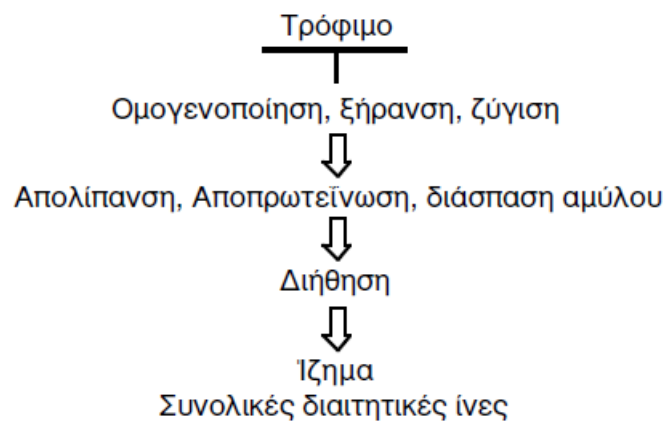 Τρόφιμο
Ομογενοποίηση, ξήρανση, ζύγιση
Απολίπανση, Αποπρωτεΐνωση, διάσπαση αμύλου
Διήθηση
Ίζημα
Συνολικές διαιτητικές ίνες